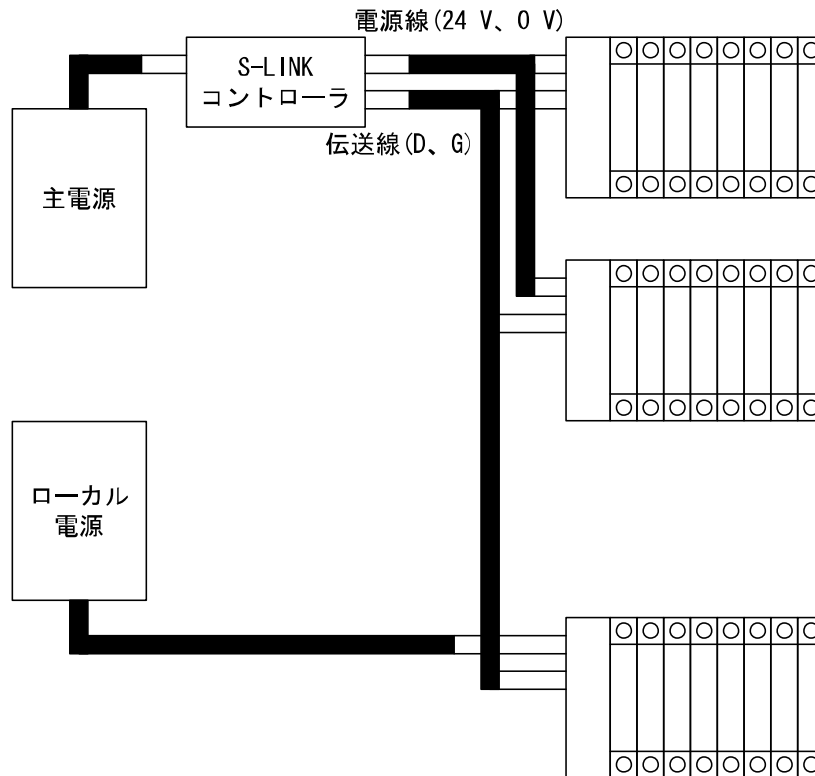 電源線(24 V、0 V)
S-LINK
コントローラ
伝送線(D、G)
主電源
ローカル
電源